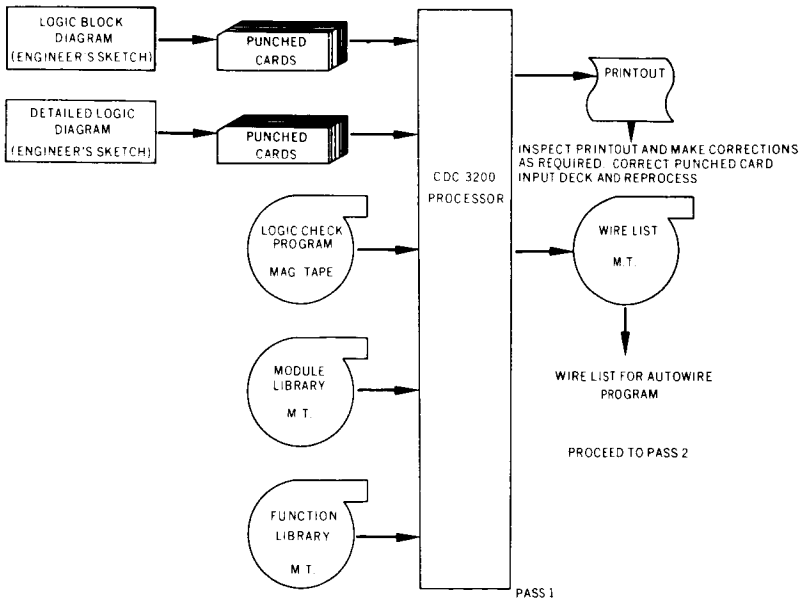 LOGIC BLOCK
DIAGRAM
(ENGINEER'S SKETCH)
PUNCHED
CARDS
DETAILED LOGIC
DIAGRAM
(ENGINEER'S SKETCH)
PUNCHED
CARDS
LOGIC CHECK
PROGRAM
MAG TAPE
MODULE
LIBRARY
M T.
FUNCTION
LIBRARY
M T.
CDC 3200
PROCESSOR
PRINTOUT
INSPECT PRINTOUT AND MAKE CORRECTIONS
AS REQUIRED. CORRECT PUNCHED CARD
INPUT DECK AND REPROCESS
WIRE LIST
M.T.
WIRE LIST FOR AUTOWIRE
PROGRAM
PROCEED TO PASS 2
PASS 1